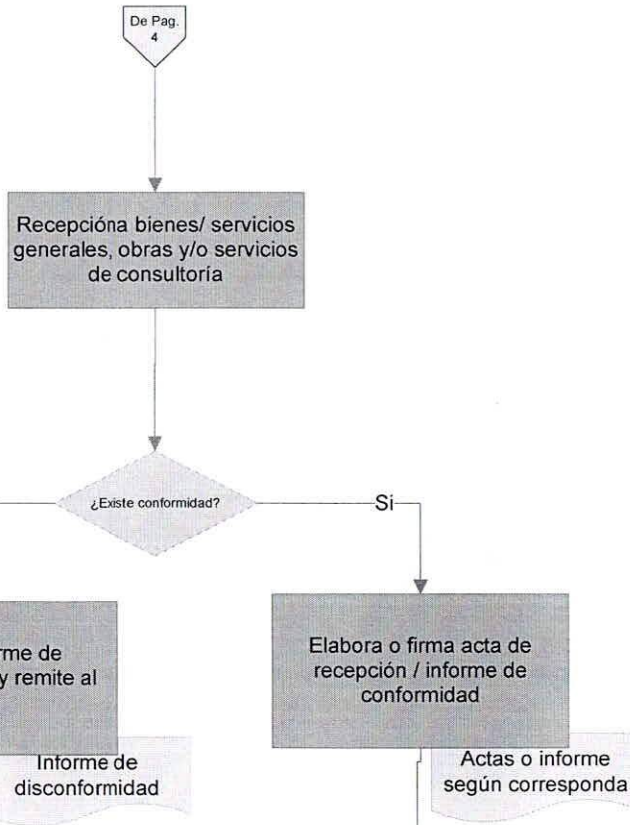 De Pag.
4
Recepcióna bienes/ servicios
generales, obras y/o servicios
de consultoría
¿Existe conformidad?
Si
rme de
y remite al
Informe de
disconformidad
Elabora o firma acta de
recepción / informe de
conformidad
Actas o informe
según corresponda